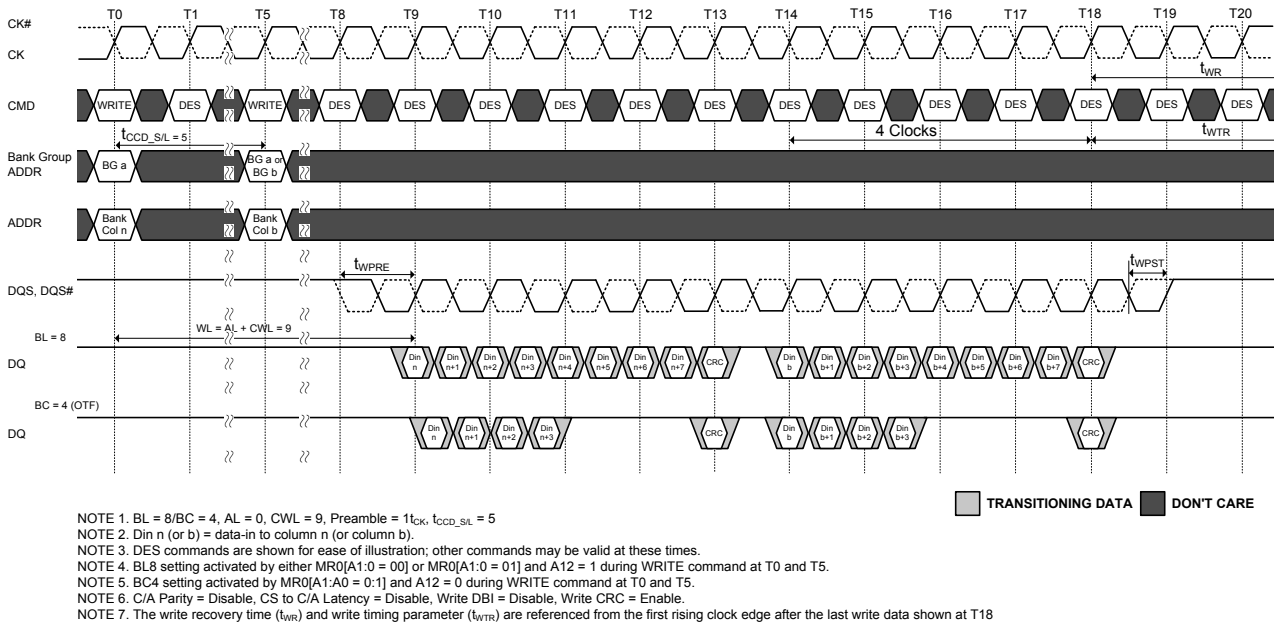 T0 T1 T5 T8 T9 T10 T11 T12 T13 T14 T15 T16 T17 T18 T19 T20
CK#
CK
tWR
CMD WRITE DES WRITE DES DES DES DES DES DES DES DES DES DES DES DES DES
tCCD_S/L = 5
4 Clocks
tWTR
Bank Group
ADDR
BG a
BG a or
BG b
ADDR
Bank
Col n
Bank
Col b
tWPRE
tWPST
DQS, DQS#
WL = AL + CWL = 9
BL = 8
DQ
Din n
Din n+1
Din n+2
Din n+3
Din n+4
Din n+5
Din n+6
Din n+7
CRC
Din b
Din b+1
Din b+2
Din b+3
Din b+4
Din b+5
Din b+6
Din b+7
CRC
BC = 4 (OTF)
DQ
Din n
Din n+1
Din n+2
Din n+3
CRC
Din b
Din b+1
Din b+2
Din b+3
CRC
TRANSITIONING DATA DON'T CARE
NOTE 1. BL = 8/BC = 4, AL = 0, CWL = 9, Preamble = 1tCK, tCCD_S/L = 5
NOTE 2. Din n (or b) = data-in to column n (or column b).
NOTE 3. DES commands are shown for ease of illustration; other commands may be valid at these times.
NOTE 4. BL8 setting activated by either MR0[A1:0 = 00] or MR0[A1:0 = 01] and A12 = 1 during WRITE command at T0 and T5.
NOTE 5. BC4 setting activated by MR0[A1:A0 = 0:1] and A12 = 0 during WRITE command at T0 and T5.
NOTE 6. C/A Parity = Disable, CS to C/A Latency = Disable, Write DBI = Disable, Write CRC = Enable.
NOTE 7. The write recovery time (tWR) and write timing parameter (tWTR) are referenced from the first rising clock edge after the last write data shown at T18